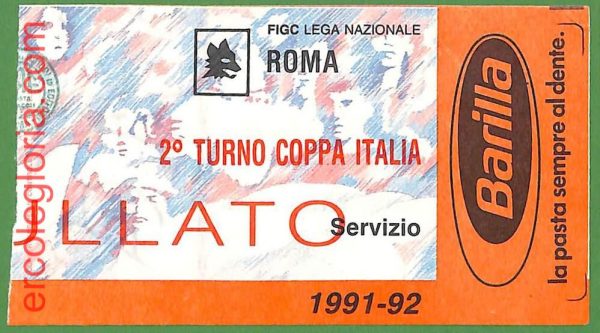 FIGC LEGA NAZIONALE
ROMA
2° TURNO COPPA ITALIA
LLATO
Servizio
1991-92
Barilla
la pasta sempre al dente.
ercolegloria.com